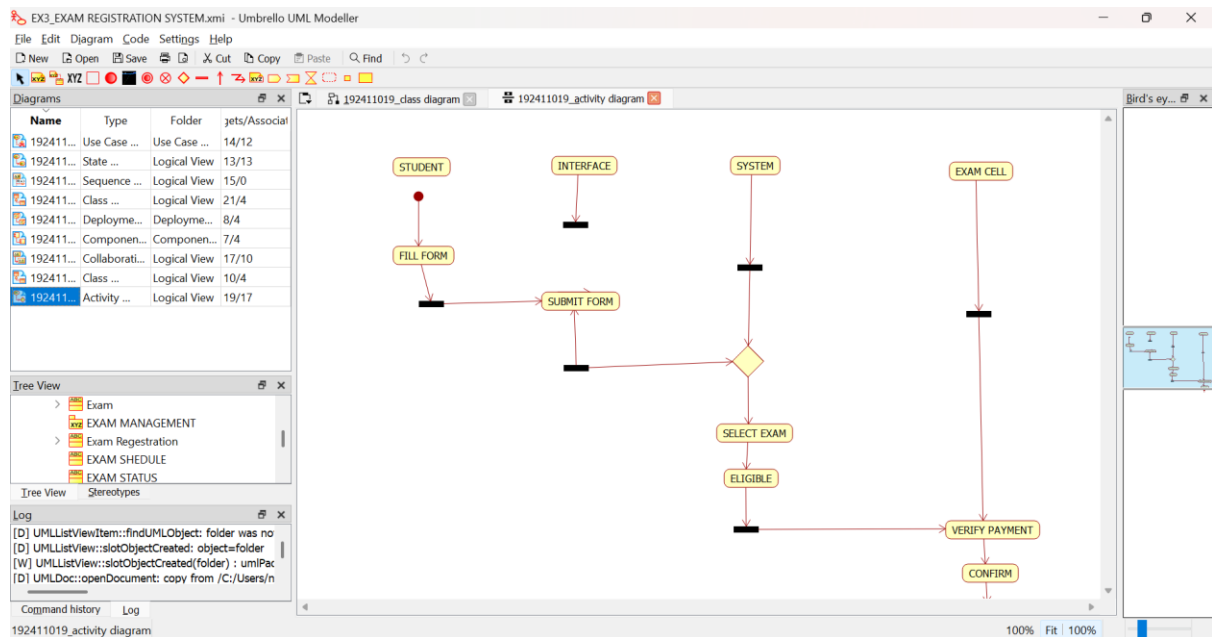 EX3_EXAM REGISTRATION SYSTEM.xmi - Umbrello UML Modeller
File Edit Diagram Code Settings Help
New Open Save Cut Copy Paste Find
XYZ XYZ XYZ
Diagrams
192411019_class diagram 192411019_activity diagram
Bird's ey...
Name Type Folder gets/Associat
192411... Use Case ... Use Case ... 14/12
192411... State ... Logical View 13/13
192411... Sequence ... Logical View 15/0
192411... Class ... Logical View 21/4
192411... Deployme... Deployme... 8/4
192411... Componen... Componen... 7/4
192411... Collaborati... Logical View 17/10
192411... Class ... Logical View 10/4
192411... Activity ... Logical View 19/17
STUDENT
INTERFACE
SYSTEM
EXAM CELL
FILL FORM
SUBMIT FORM
SELECT EXAM
ELIGIBLE
VERIFY PAYMENT
CONFIRM
Tree View
Exam
EXAM MANAGEMENT
Exam Regestration
EXAM SHEDULE
EXAM STATUS
Tree View Stereotypes
Log
[D] UMLListViewItem::findUMLObject: folder was no
[D] UMLListView::slotObjectCreated: object=folder
[W] UMLListView::slotObjectCreated(folder) : umlPac
[D] UMLDoc::openDocument: copy from /C:/Users/n
Command history Log
192411019_activity diagram
100% Fit 100%